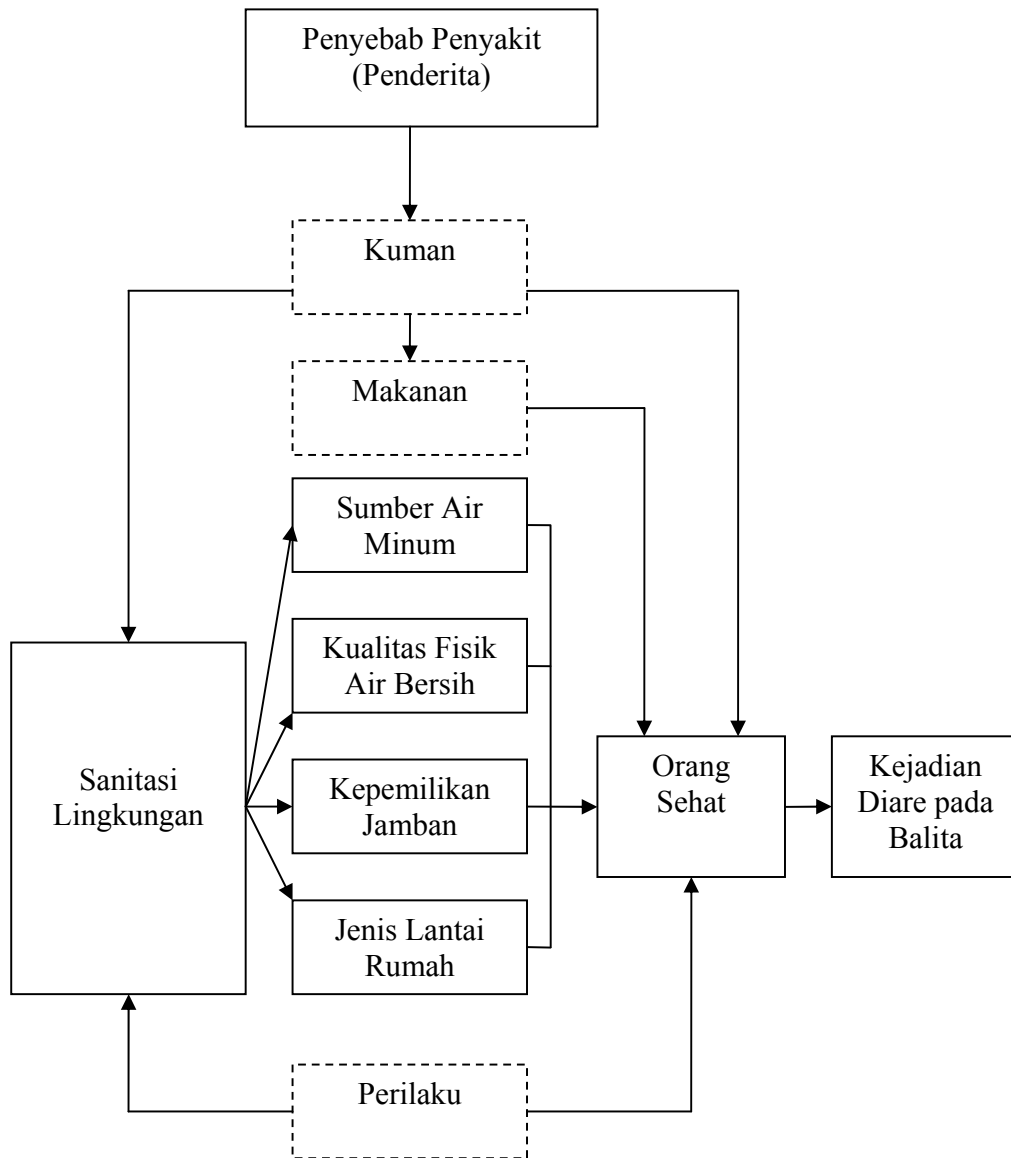 Penyebab Penyakit
(Penderita)
Kuman
Makanan
Sumber Air
Minum
Kualitas Fisik
Air Bersih
Sanitasi
Lingkungan
Kepemilikan
Jamban
Orang
Sehat
Kejadian
Diare pada
Balita
Jenis Lantai
Rumah
Perilaku